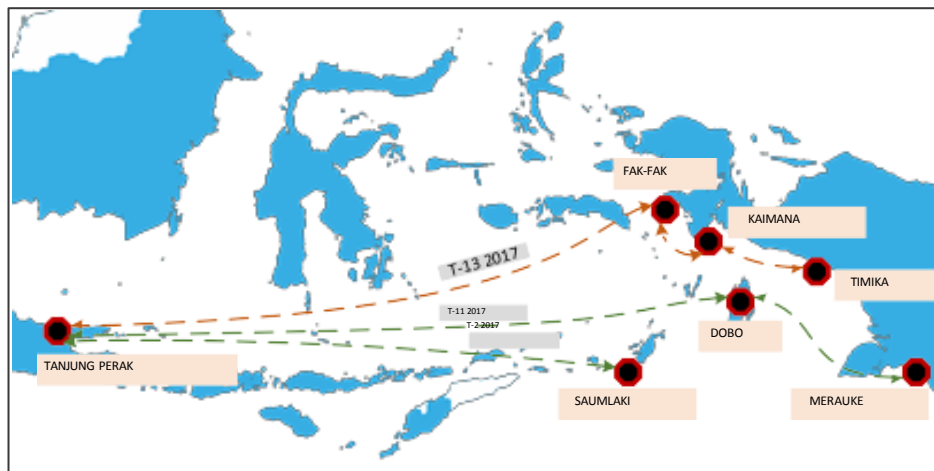 FAK-FAK
KAIMANA
T-13 2017
TIMIKA
T-11 2017
T-2 2017
DOBO
TANJUNG PERAK
SAUMLAKI
MERAUKE